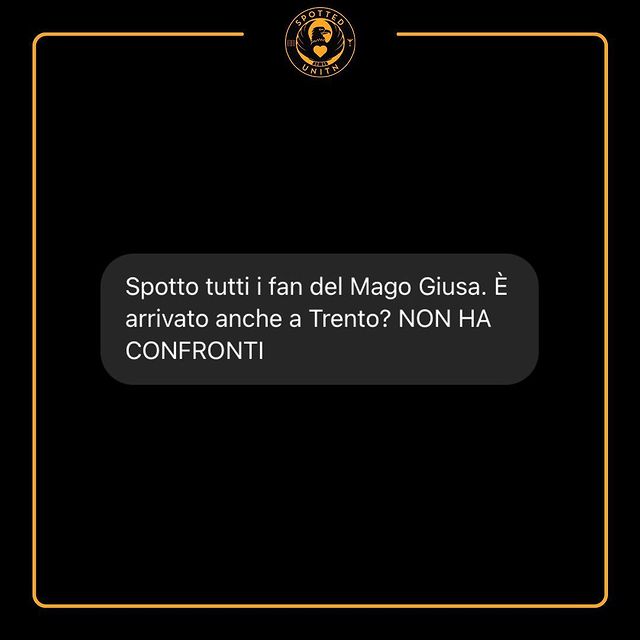 SPOTTED
UNITN
Spotto tutti i fan del Mago Giusa. È
arrivato anche a Trento? NON HA
CONFRONTI